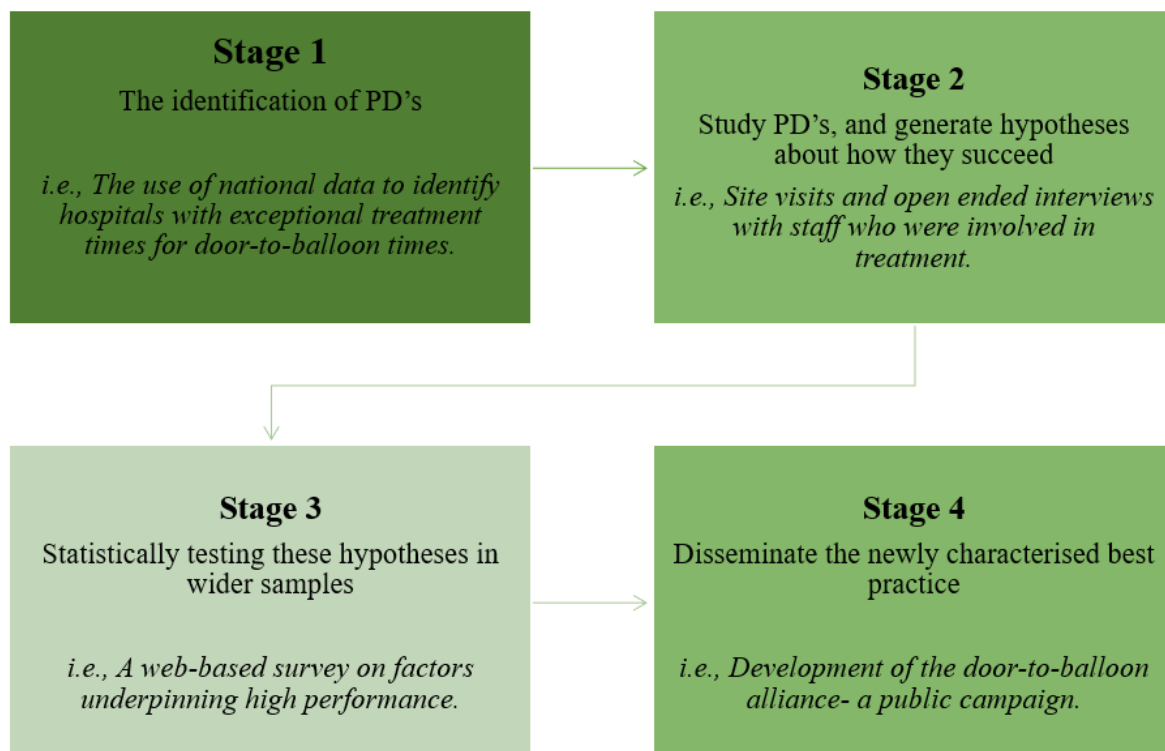 Stage 1
The identification of PD’s
i.e., The use of national data to identify
hospitals with exceptional treatment
times for door-to-balloon times.
Stage 2
Study PD’s, and generate hypotheses
about how they succeed
i.e., Site visits and open ended interviews
with staff who were involved in
treatment.
Stage 3
Statistically testing these hypotheses in
wider samples
i.e., A web-based survey on factors
underpinning high performance.
Stage 4
Disseminate the newly characterised best
practice
i.e., Development of the door-to-balloon
alliance- a public campaign.